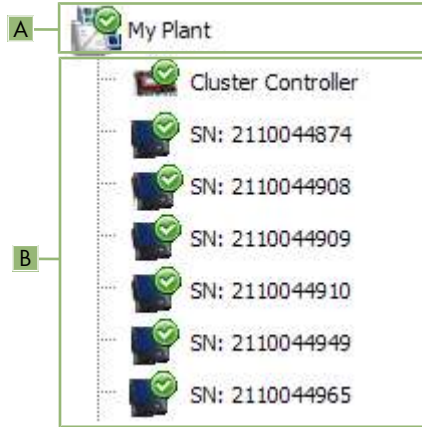 A
My Plant
Cluster Controller
SN: 2110044874
SN: 2110044908
SN: 2110044909
B
SN: 2110044910
SN: 2110044949
SN: 2110044965